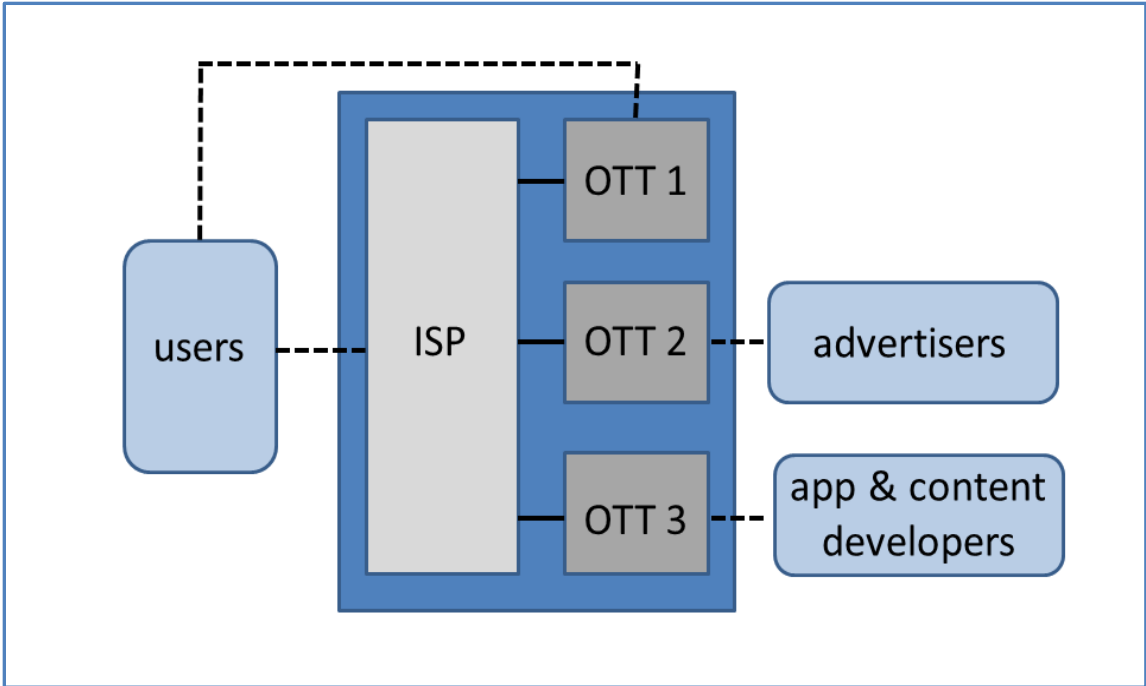 OTT 1
users
ISP
OTT 2
advertisers
OTT 3
app & content
developers